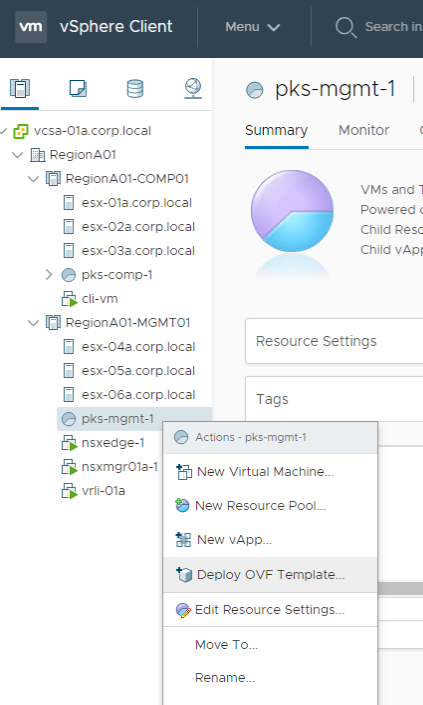 vm vSphere Client Menu Search in
pks-mgmt-1
Summary Monitor
vcsa-01a.corp.local
RegionA01
RegionA01-COMP01
esx-01a.corp.local
esx-02a.corp.local
esx-03a.corp.local
pks-comp-1
cli-vm
RegionA01-MGMT01
esx-04a.corp.local
esx-05a.corp.local
esx-06a.corp.local
pks-mgmt-1
nsxedge-1
nsxmgr01a-1
vrli-01a
VMs and T
Powered o
Child Reso
Child vApp
Resource Settings
Tags
Actions - pks-mgmt-1
New Virtual Machine...
New Resource Pool...
New vApp...
Deploy OVF Template...
Edit Resource Settings...
Move To...
Rename...